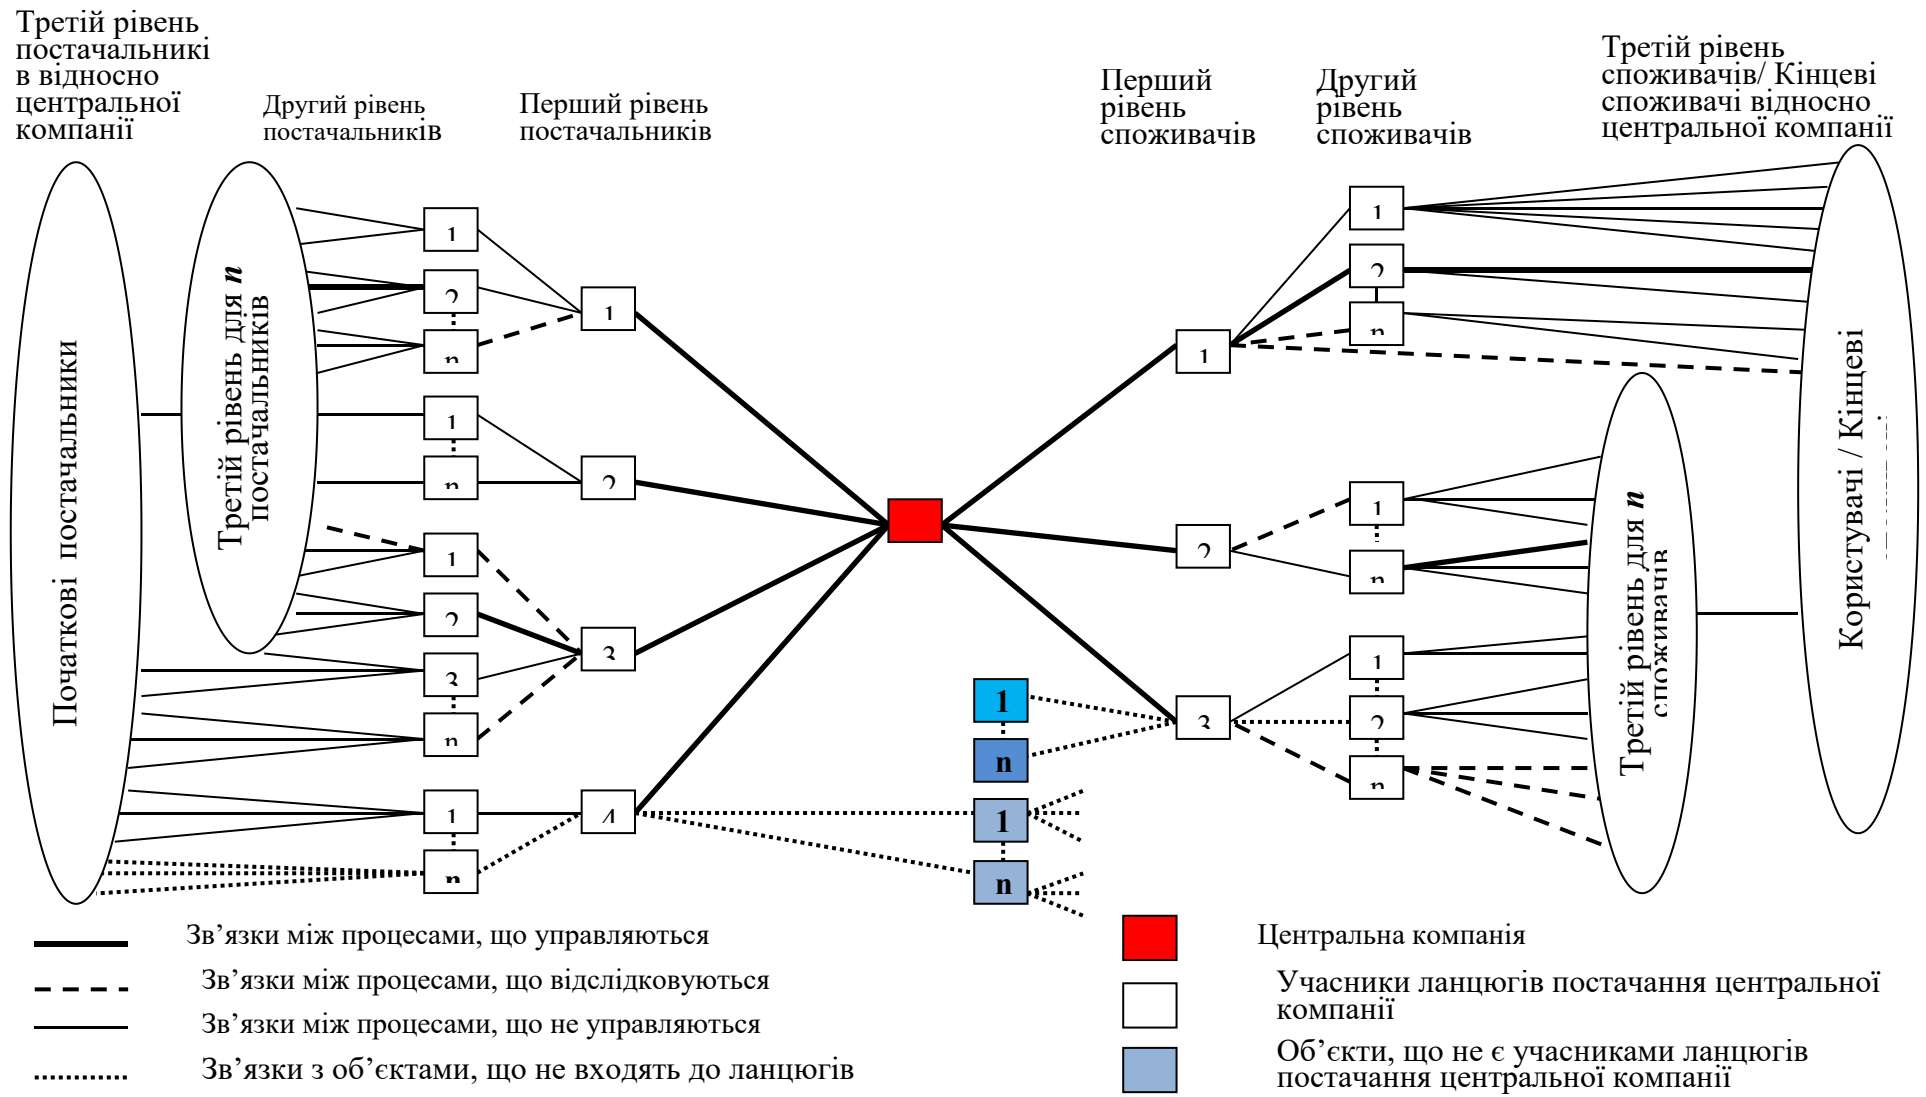 Третій рівень
постачальникі
в відносно
центральної
компанії
Другий рівень
постачальників
Перший рівень
постачальників
Перший
рівень
споживачів
Другий
рівень
споживачів
Третій рівень
споживачів/ Кінцеві
споживачі відносно
центральної компанії
Початкові постачальники
Третій рівень для n
постачальників
1
2
n
1
n
1
2
3
n
1
n
1
2
3
4
1
n
1
n
1
2
3
1
2
n
1
n
1
2
n
Третій рівень для n
споживачів
Користувачі / Кінцеві
Зв’язки між процесами, що управляються
Зв’язки між процесами, що відслідковуються
Зв’язки між процесами, що не управляються
Зв’язки з об’єктами, що не входять до ланцюгів
Центральна компанія
Учасники ланцюгів постачання центральної
компанії
Об’єкти, що не є учасниками ланцюгів
постачання центральної компанії